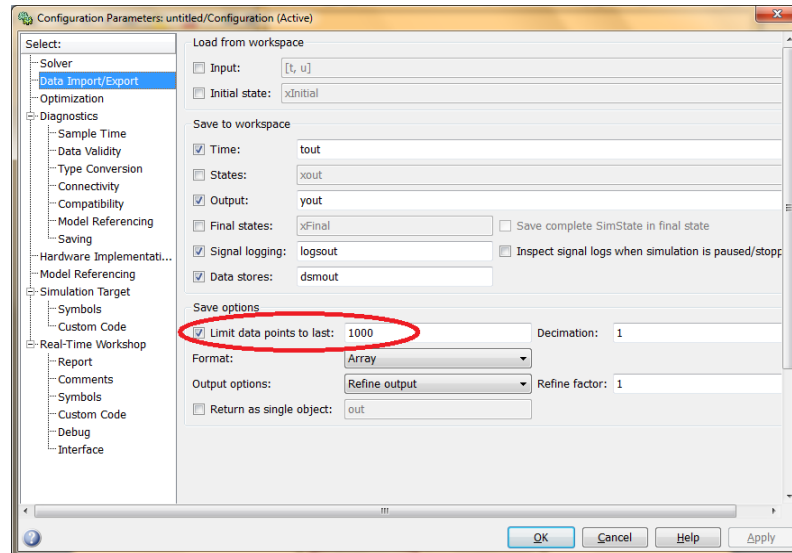 Configuration Parameters: untitled/Configuration (Active)
Select:
Solver
Data Import/Export
Optimization
Diagnostics
Sample Time
Data Validity
Type Conversion
Connectivity
Compatibility
Model Referencing
Saving
Hardware Implementati...
Model Referencing
Simulation Target
Symbols
Custom Code
Real-Time Workshop
Report
Comments
Symbols
Custom Code
Debug
Interface
Load from workspace
Input: [t, u]
Initial state: xInitial
Save to workspace
Time: tout
States: xout
Output: yout
Final states: xFinal Save complete SimState in final state
Signal logging: logsout Inspect signal logs when simulation is paused/stopp
Data stores: dsmout
Save options
Limit data points to last: 1000 Decimation: 1
Format: Array
Output options: Refine output Refine factor: 1
Return as single object: out
OK Cancel Help Apply